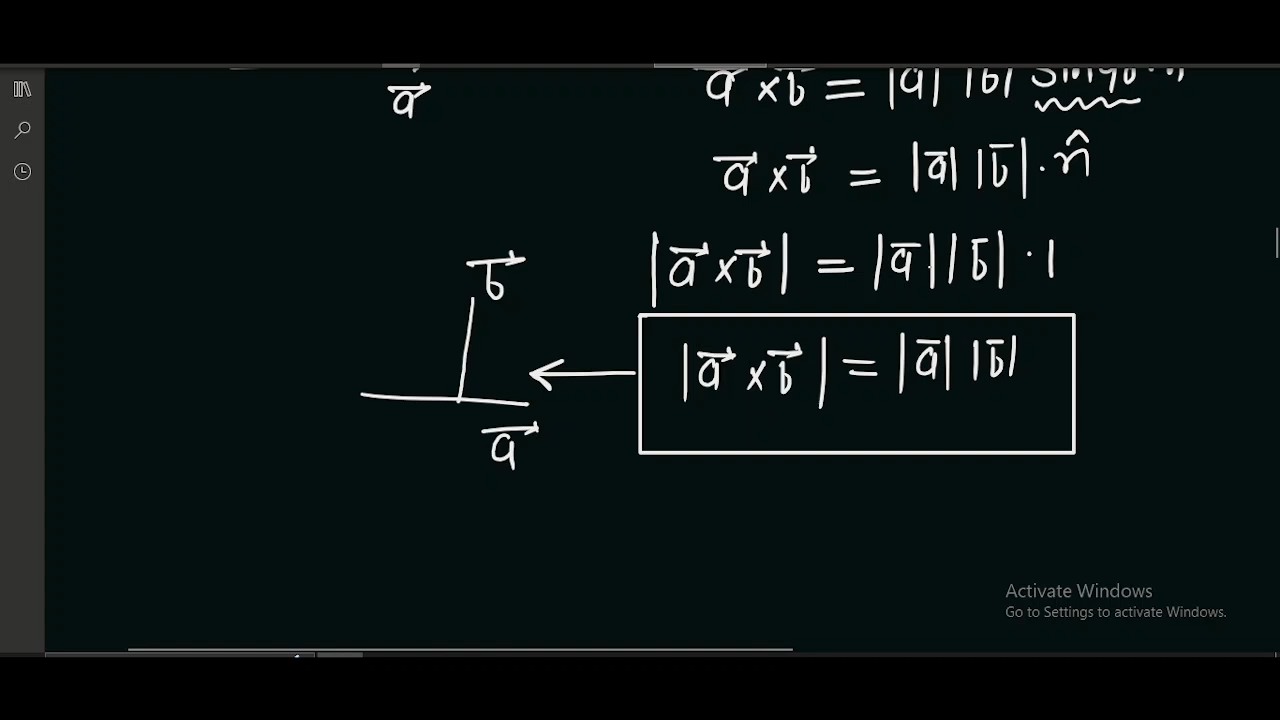 a⃗
a⃗ × b⃗ = |a̅| |b̅| sin90 n̂
a⃗ × b⃗ = |a̅| |b̅| · n̂
|a⃗ × b⃗| = |a̅| |b̅| · 1
b⃗
|a⃗ × b⃗| = |a̅| |b̅|
a⃗
Activate Windows
Go to Settings to activate Windows.